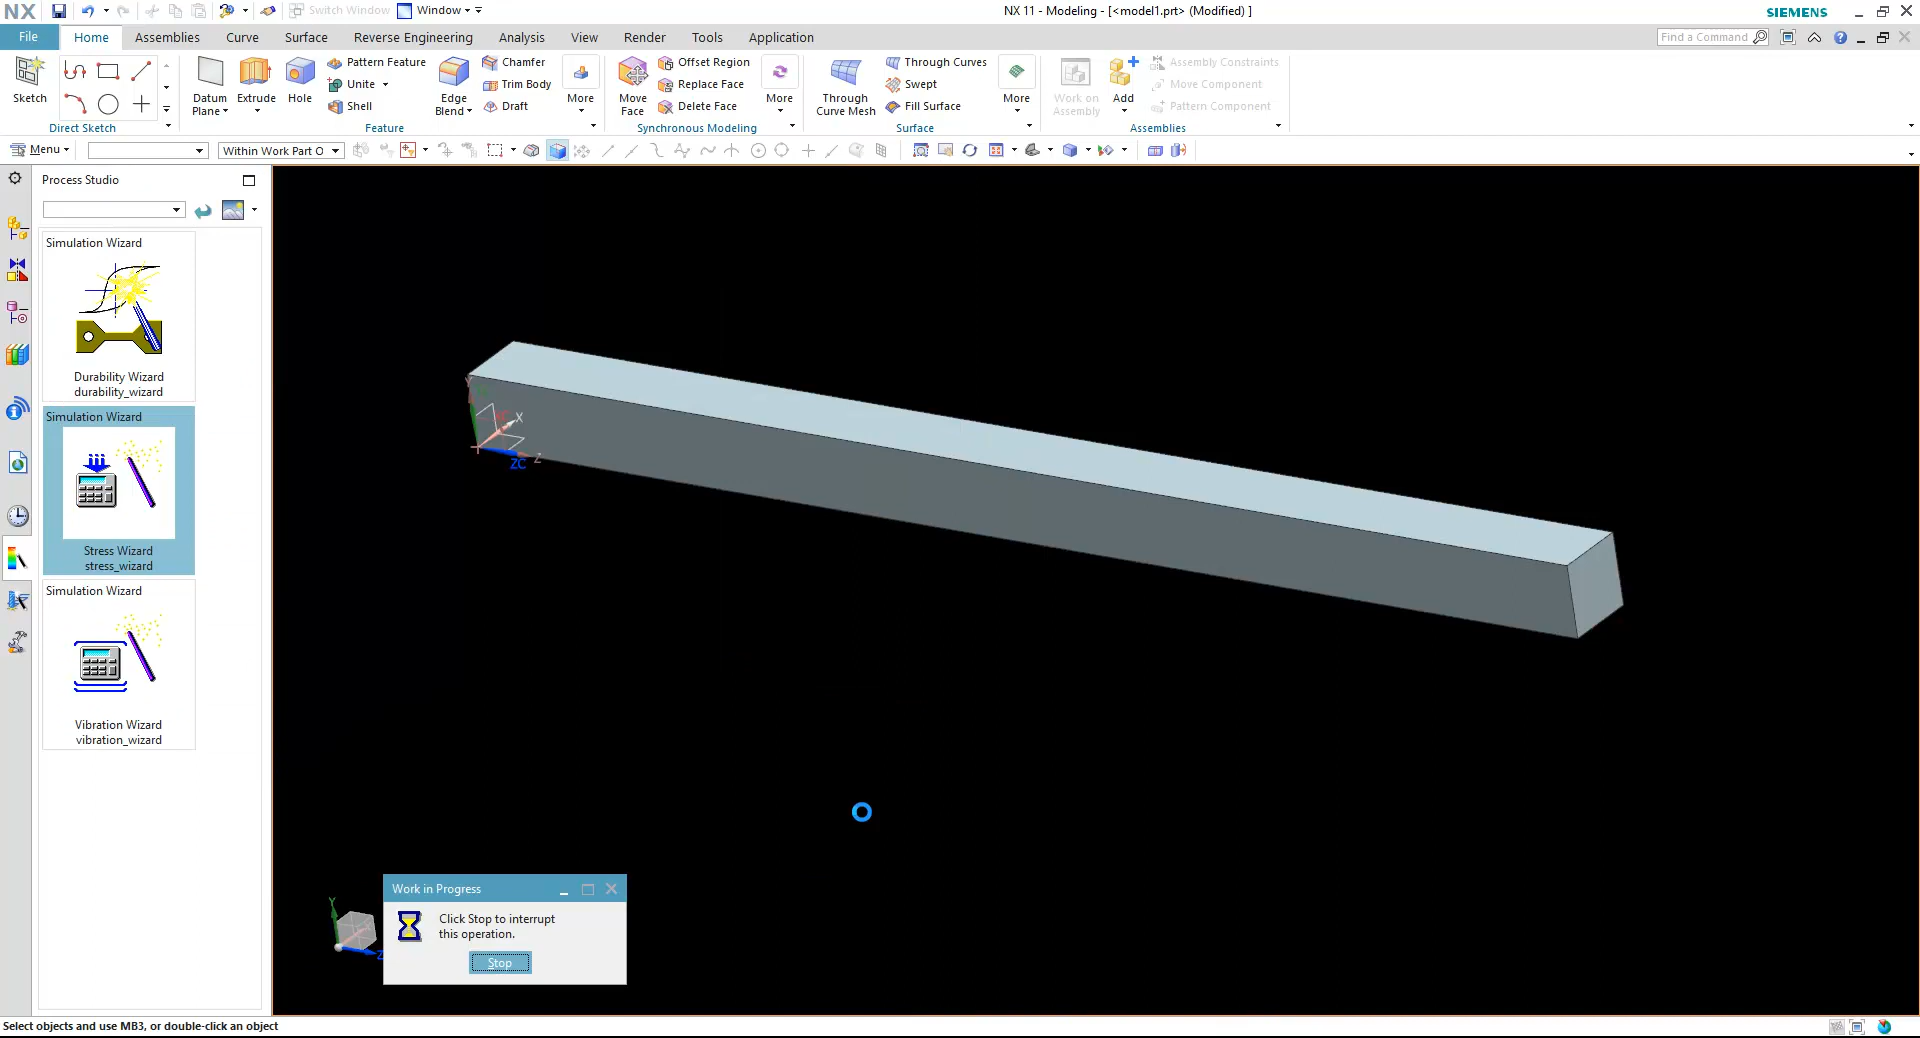 NX
Switch Window
Window
NX 11 - Modeling - [<model1.prt> (Modified) ]
SIEMENS
File
Home
Assemblies
Curve
Surface
Reverse Engineering
Analysis
View
Render
Tools
Application
Find a Command
Sketch
Direct Sketch
Datum
Plane
Extrude
Hole
Pattern Feature
Unite
Shell
Edge
Blend
Chamfer
Trim Body
Draft
More
Feature
Move
Face
Offset Region
Replace Face
Delete Face
More
Synchronous Modeling
Through
Curve Mesh
Through Curves
Swept
Fill Surface
More
Surface
Work on
Assembly
Add
Assembly Constraints
Move Component
Pattern Component
Assemblies
Menu
Within Work Part O
Process Studio
Simulation Wizard
Durability Wizard
durability_wizard
Simulation Wizard
Stress Wizard
stress_wizard
Simulation Wizard
Vibration Wizard
vibration_wizard
Y
X
ZC
Z
Y
Z
Work in Progress
Click Stop to interrupt
this operation.
Stop
Select objects and use MB3, or double-click an object